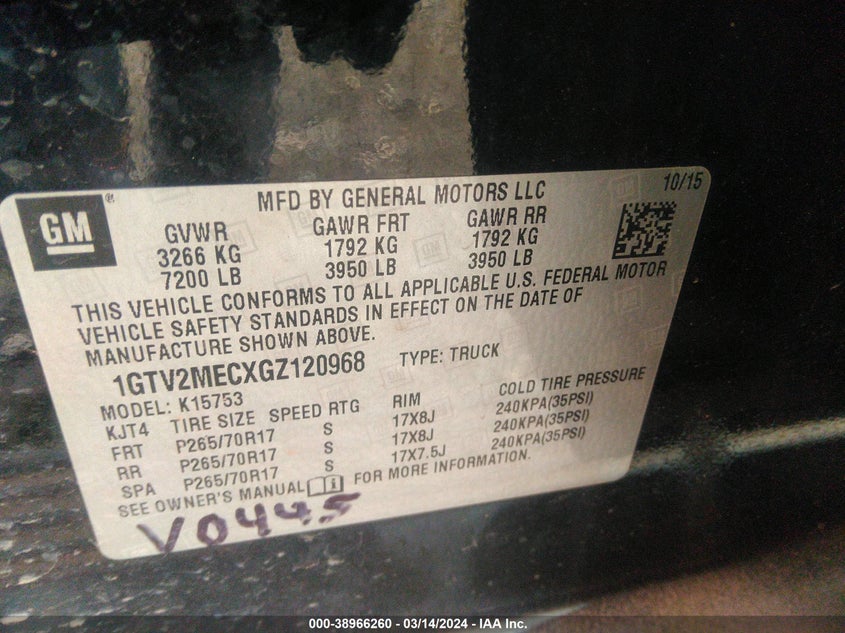 GM
®
MFD BY GENERAL MOTORS LLC
10/15
GVWR GAWR FRT GAWR RR
3266 KG 1792 KG 1792 KG
7200 LB 3950 LB 3950 LB
THIS VEHICLE CONFORMS TO ALL APPLICABLE U.S. FEDERAL MOTOR
VEHICLE SAFETY STANDARDS IN EFFECT ON THE DATE OF
MANUFACTURE SHOWN ABOVE.
1GTV2MECXGZ120968 TYPE: TRUCK
MODEL: K15753
KJT4 TIRE SIZE SPEED RTG RIM COLD TIRE PRESSURE
FRT P265/70R17 S 17X8J 240KPA(35PSI)
RR P265/70R17 S 17X8J 240KPA(35PSI)
SPA P265/70R17 S 17X7.5J 240KPA(35PSI)
SEE OWNER'S MANUAL FOR MORE INFORMATION.
V0445
000-38966260 - 03/14/2024 - IAA Inc.